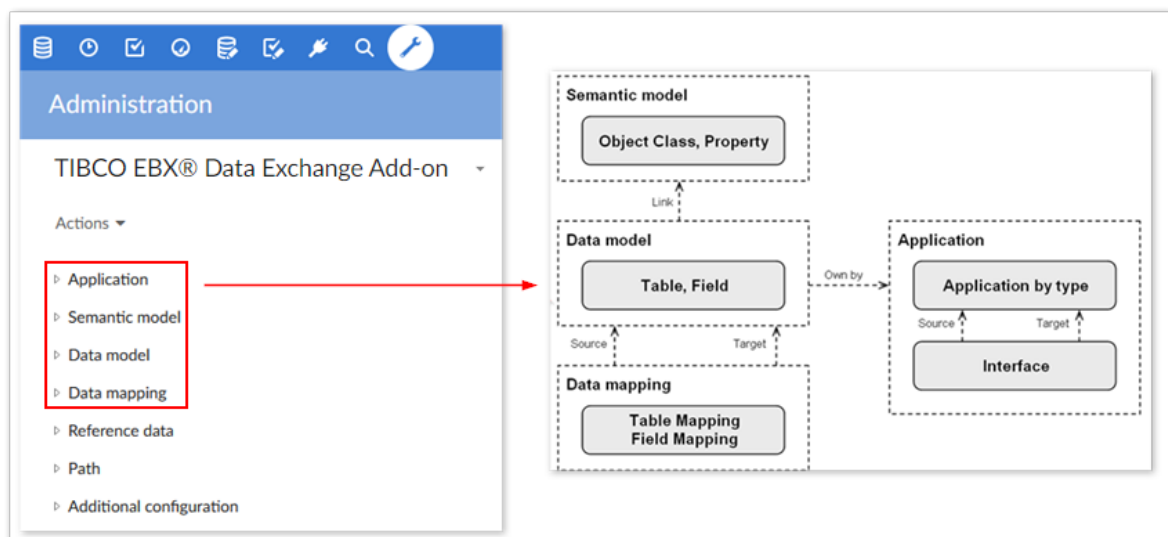 Administration
TIBCO EBX® Data Exchange Add-on
Actions
Application
Semantic model
Data model
Data mapping
Reference data
Path
Additional configuration
Semantic model
Object Class, Property
Link
Data model
Table, Field
Own by
Application
Application by type
Source
Target
Interface
Source
Target
Data mapping
Table Mapping
Field Mapping